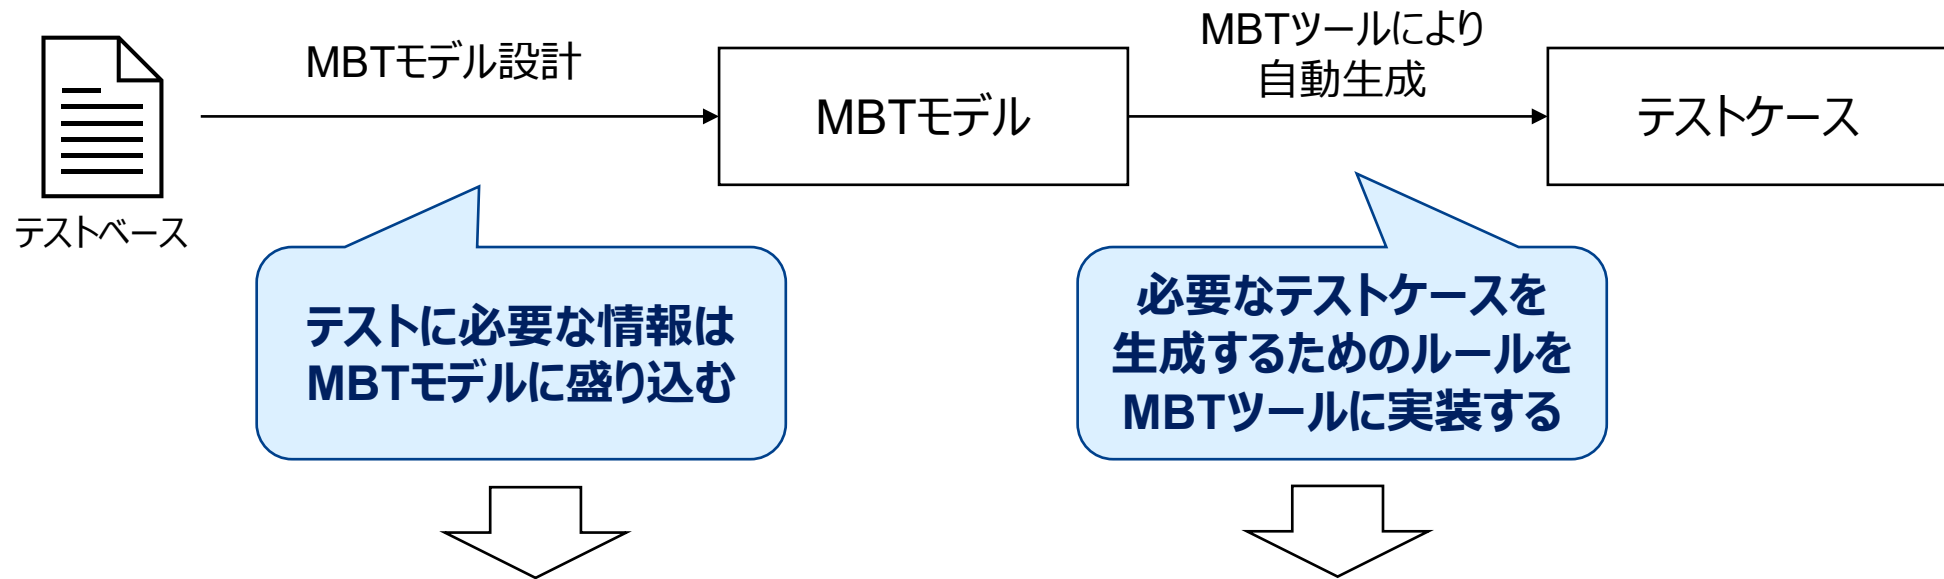 MBTモデル設計
MBTツールにより
自動生成
MBTモデル
テストケース
テストベース
テストに必要な情報は
MBTモデルに盛り込む
必要なテストケースを
生成するためのルールを
MBTツールに実装する